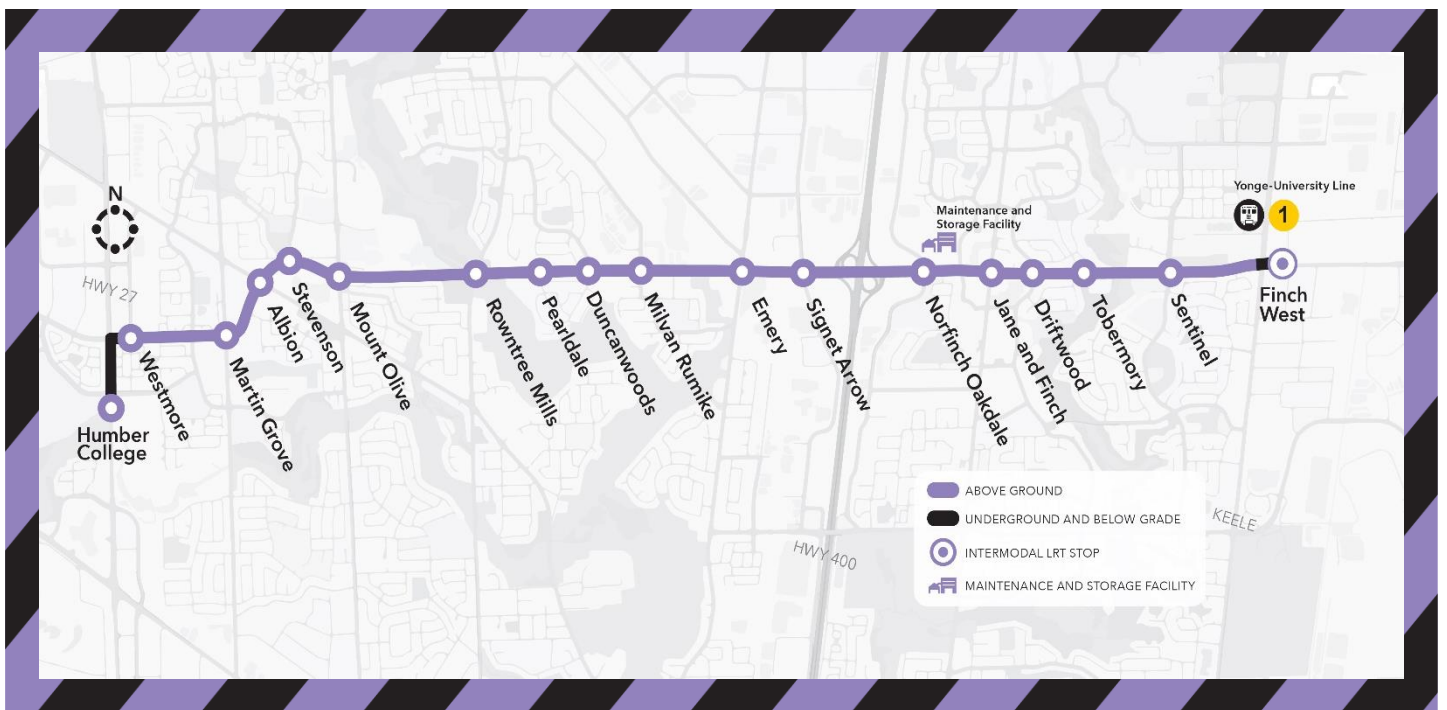 N
HWY 27
Humber
College
Westmore
Martin Grove
Albion
Stevenson
Mount Olive
Rowntree Mills
Pearldale
Duncanwoods
Milvan Rumike
Emery
Signet Arrow
Maintenance and
Storage Facility
Norfinch Oakdale
Jane and Finch
Driftwood
Tobermory
Sentinel
Yonge-University Line
1
Finch
West
HWY 400
KEELE
ABOVE GROUND
UNDERGROUND AND BELOW GRADE
INTERMODAL LRT STOP
MAINTENANCE AND STORAGE FACILITY